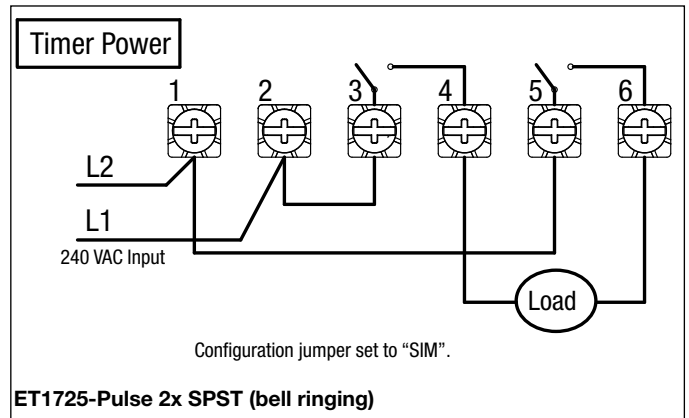 Timer Power
1 2 3 4 5 6
L2
L1
240 VAC Input
Load
Configuration jumper set to “SIM”.
ET1725-Pulse 2x SPST (bell ringing)